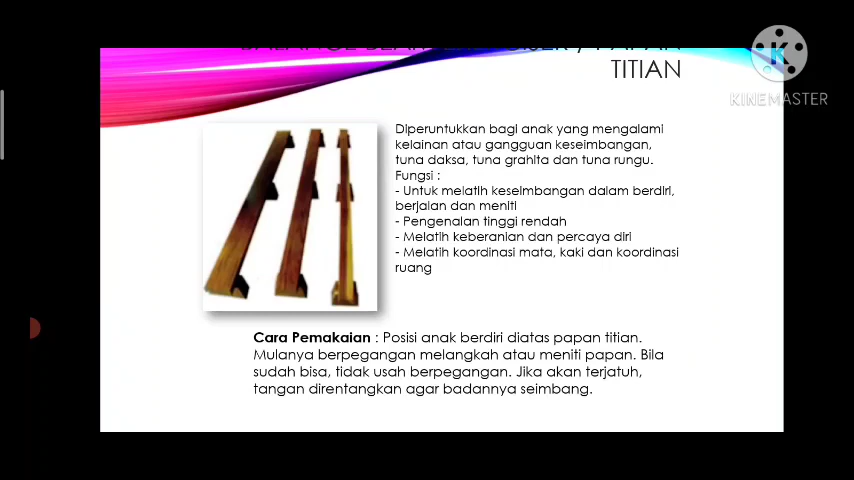 TITIAN
K
KINEMASTER
Diperuntukkan bagi anak yang mengalami
kelainan atau gangguan keseimbangan,
tuna daksa, tuna grahita dan tuna rungu.
Fungsi :
- Untuk melatih keseimbangan dalam berdiri,
berjalan dan meniti
- Pengenalan tinggi rendah
- Melatih keberanian dan percaya diri
- Melatih koordinasi mata, kaki dan koordinasi
ruang
Cara Pemakaian : Posisi anak berdiri diatas papan titian.
Mulanya berpegangan melangkah atau meniti papan. Bila
sudah bisa, tidak usah berpegangan. Jika akan terjatuh,
tangan direntangkan agar badannya seimbang.